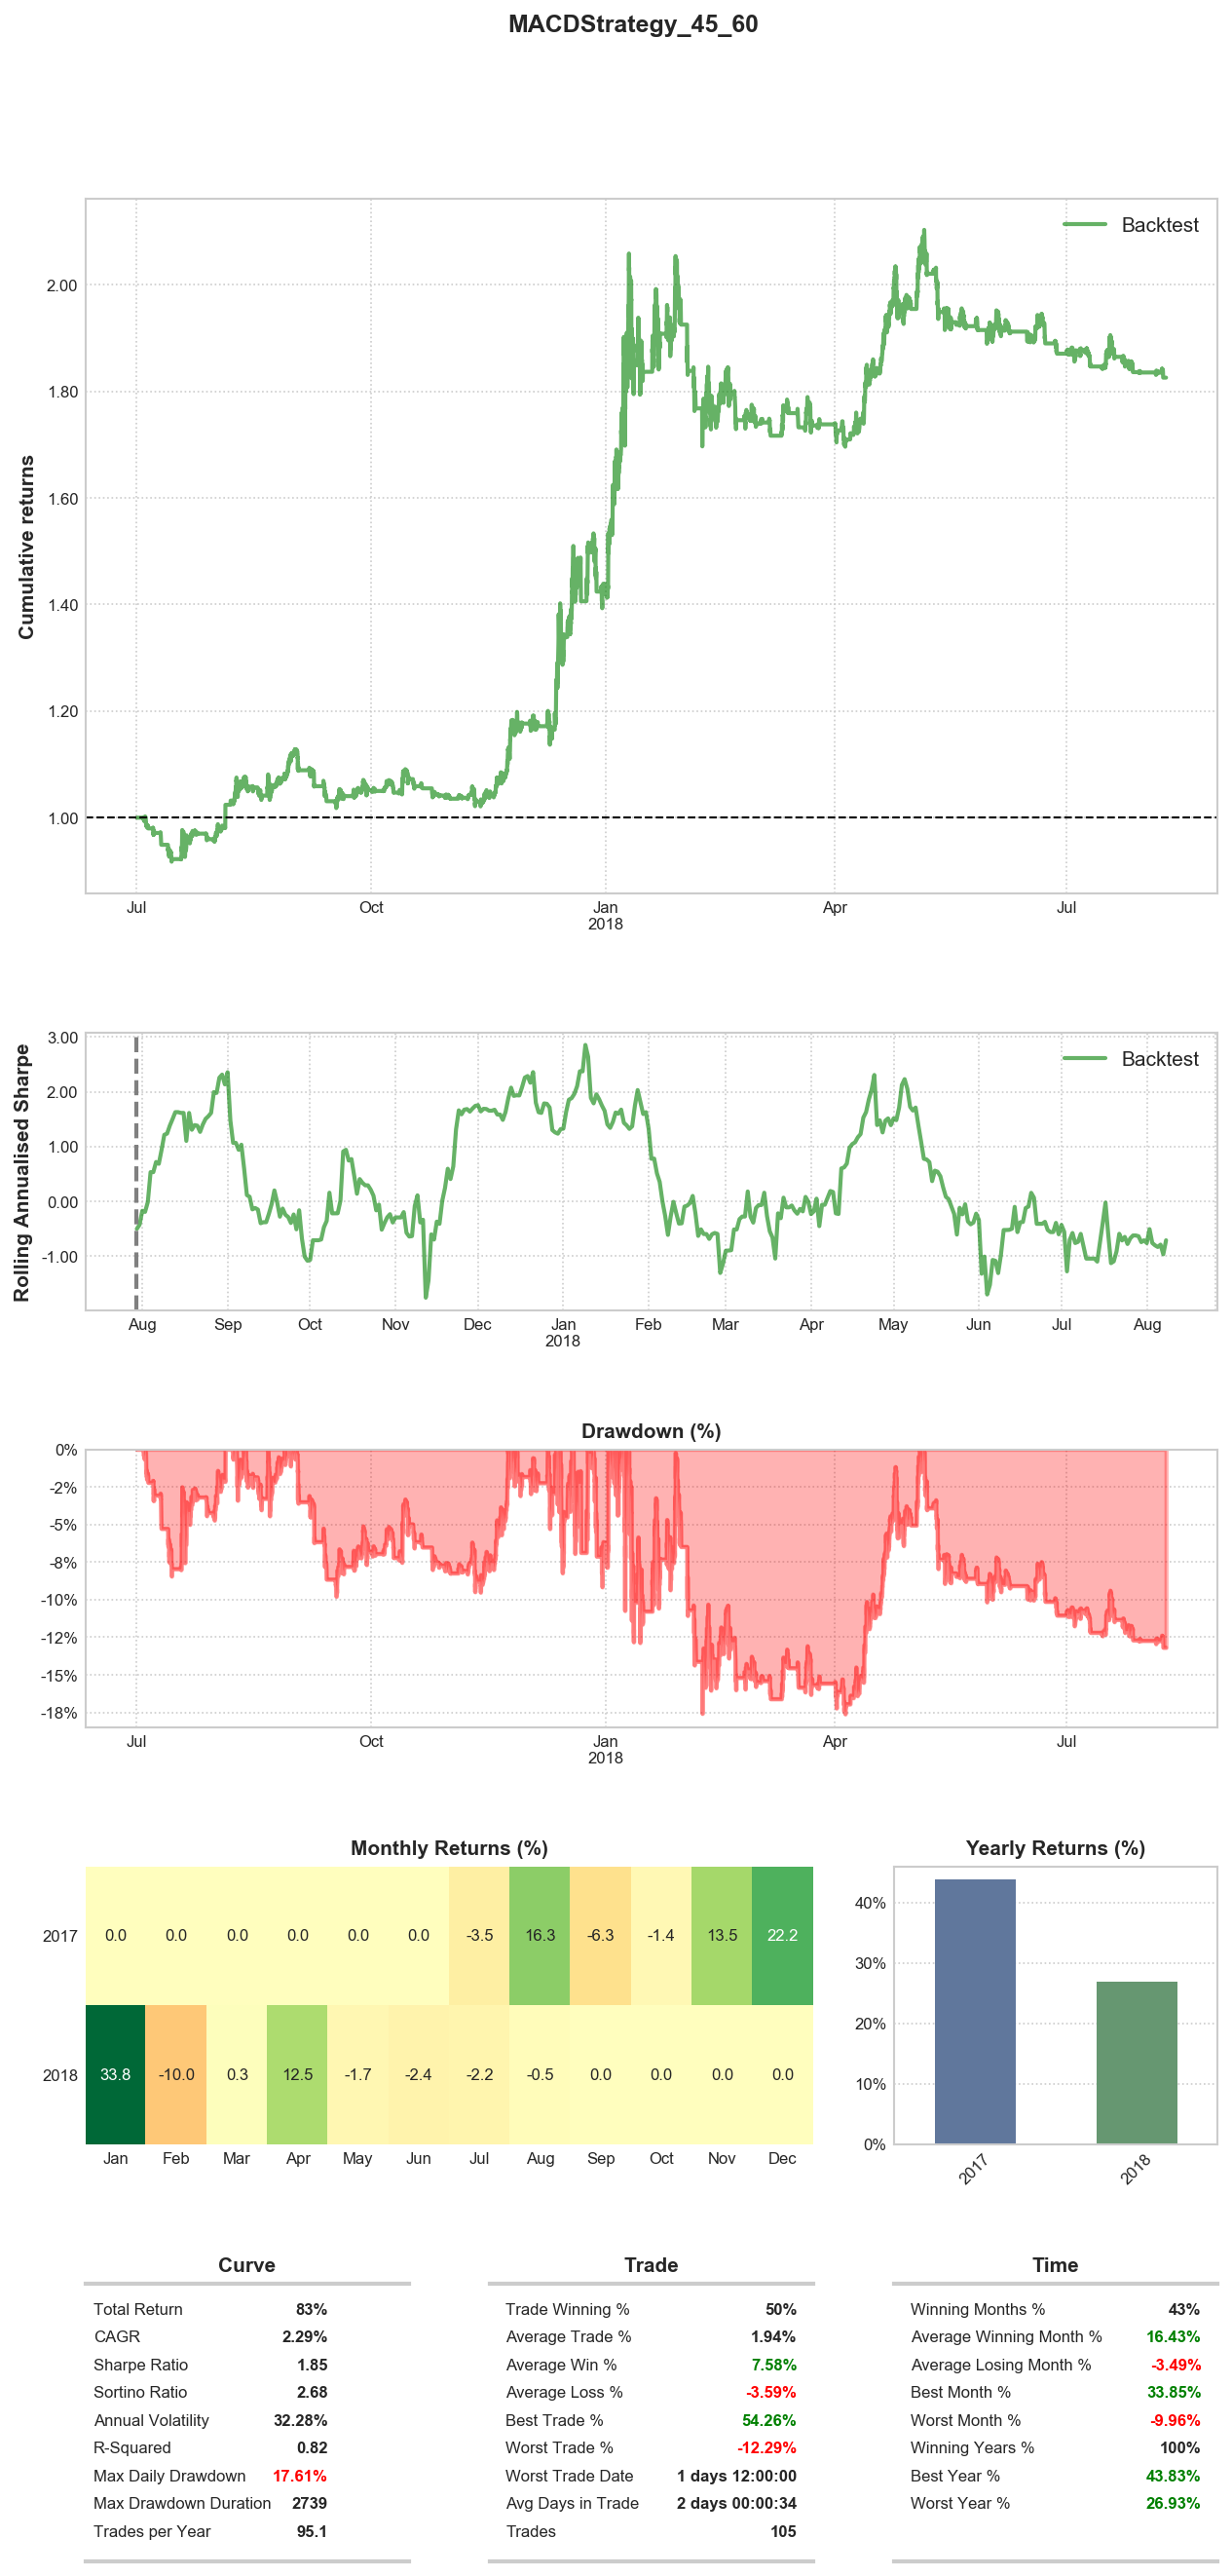 MACDStrategy_45_60
Backtest
Cumulative returns
2.00
1.80
1.60
1.40
1.20
1.00
Jul Oct Jan Apr Jul
2018
Backtest
Rolling Annualised Sharpe
3.00
2.00
1.00
0.00
-1.00
Aug Sep Oct Nov Dec Jan Feb Mar Apr May Jun Jul Aug
2018
Drawdown (%)
0%
-2%
-5%
-8%
-10%
-12%
-15%
-18%
Jul Oct Jan Apr Jul
2018
Monthly Returns (%)
2017 0.0 0.0 0.0 0.0 0.0 0.0 -3.5 16.3 -6.3 -1.4 13.5 22.2
2018 33.8 -10.0 0.3 12.5 -1.7 -2.4 -2.2 -0.5 0.0 0.0 0.0 0.0
Jan Feb Mar Apr May Jun Jul Aug Sep Oct Nov Dec
Yearly Returns (%)
40%
30%
20%
10%
0%
2017 2018
Curve
Total Return 83%
CAGR 2.29%
Sharpe Ratio 1.85
Sortino Ratio 2.68
Annual Volatility 32.28%
R-Squared 0.82
Max Daily Drawdown 17.61%
Max Drawdown Duration 2739
Trades per Year 95.1
Trade
Trade Winning % 50%
Average Trade % 1.94%
Average Win % 7.58%
Average Loss % -3.59%
Best Trade % 54.26%
Worst Trade % -12.29%
Worst Trade Date 1 days 12:00:00
Avg Days in Trade 2 days 00:00:34
Trades 105
Time
Winning Months % 43%
Average Winning Month % 16.43%
Average Losing Month % -3.49%
Best Month % 33.85%
Worst Month % -9.96%
Winning Years % 100%
Best Year % 43.83%
Worst Year % 26.93%